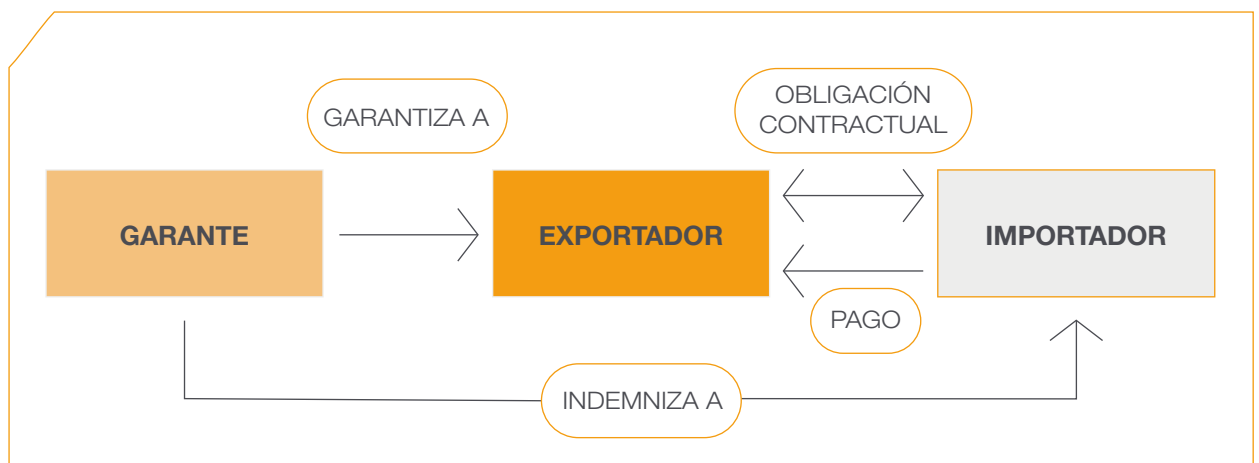 GARANTIZA A
OBLIGACIÓN
CONTRACTUAL
GARANTE
EXPORTADOR
IMPORTADOR
PAGO
INDEMNIZA A